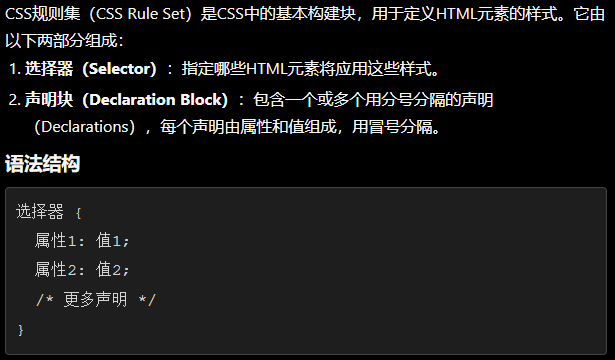 CSS规则集（CSS Rule Set）是CSS中的基本构建块，用于定义HTML元素的样式。它由
以下两部分组成：
1. 选择器（Selector）：指定哪些HTML元素将应用这些样式。
2. 声明块（Declaration Block）：包含一个或多个用分号分隔的声明
（Declarations），每个声明由属性和值组成，用冒号分隔。
语法结构
选择器 {
  属性1: 值1;
  属性2: 值2;
  /* 更多声明 */
}